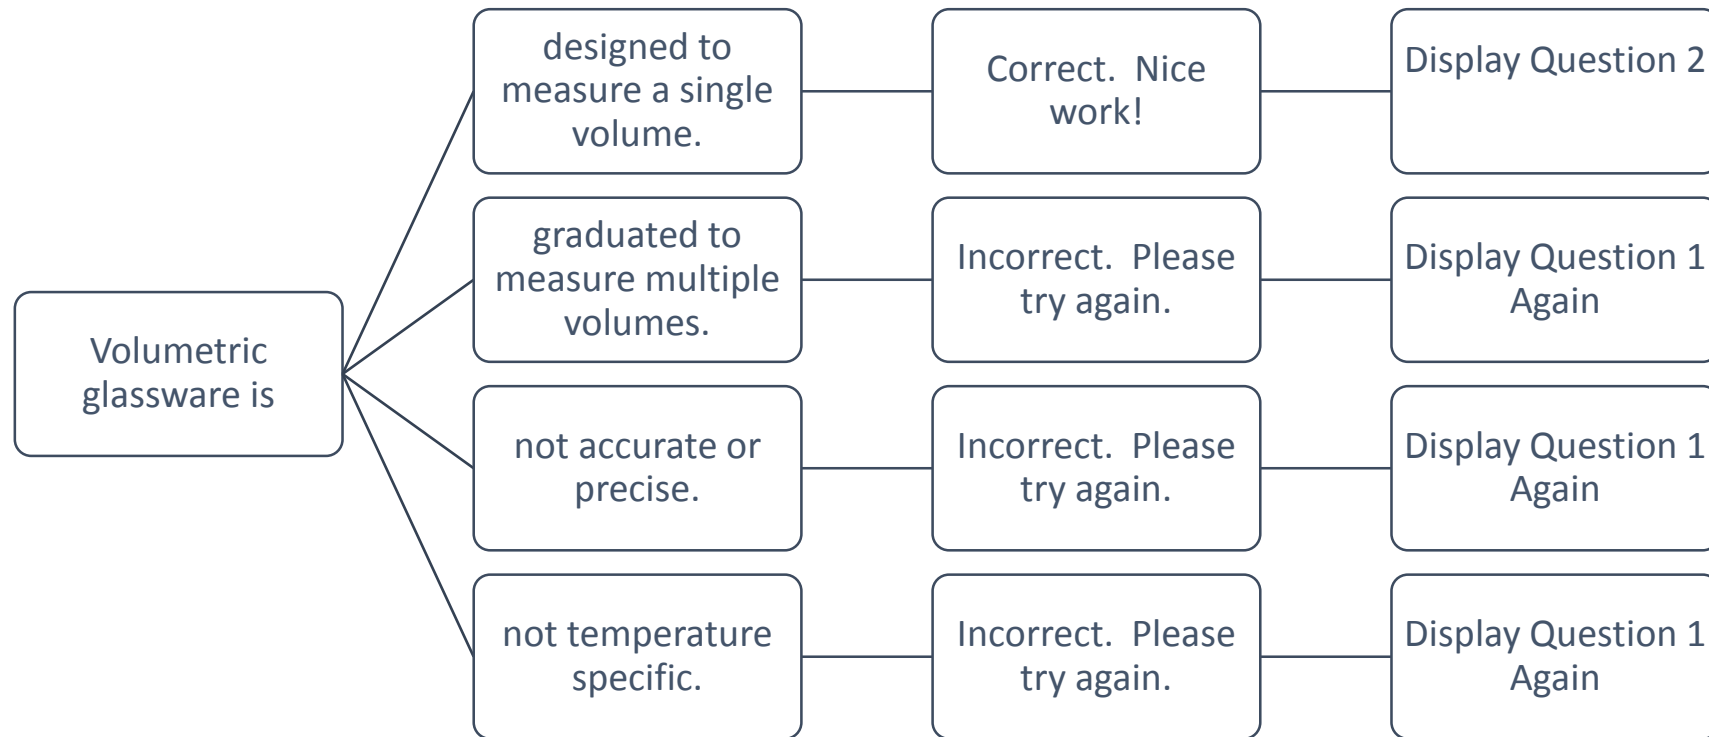 Volumetric
glassware is
designed to
measure a single
volume.
Correct.  Nice
work!
Display Question 2
graduated to
measure multiple
volumes.
Incorrect.  Please
try again.
Display Question 1
Again
not accurate or
precise.
Incorrect.  Please
try again.
Display Question 1
Again
not temperature
specific.
Incorrect.  Please
try again.
Display Question 1
Again